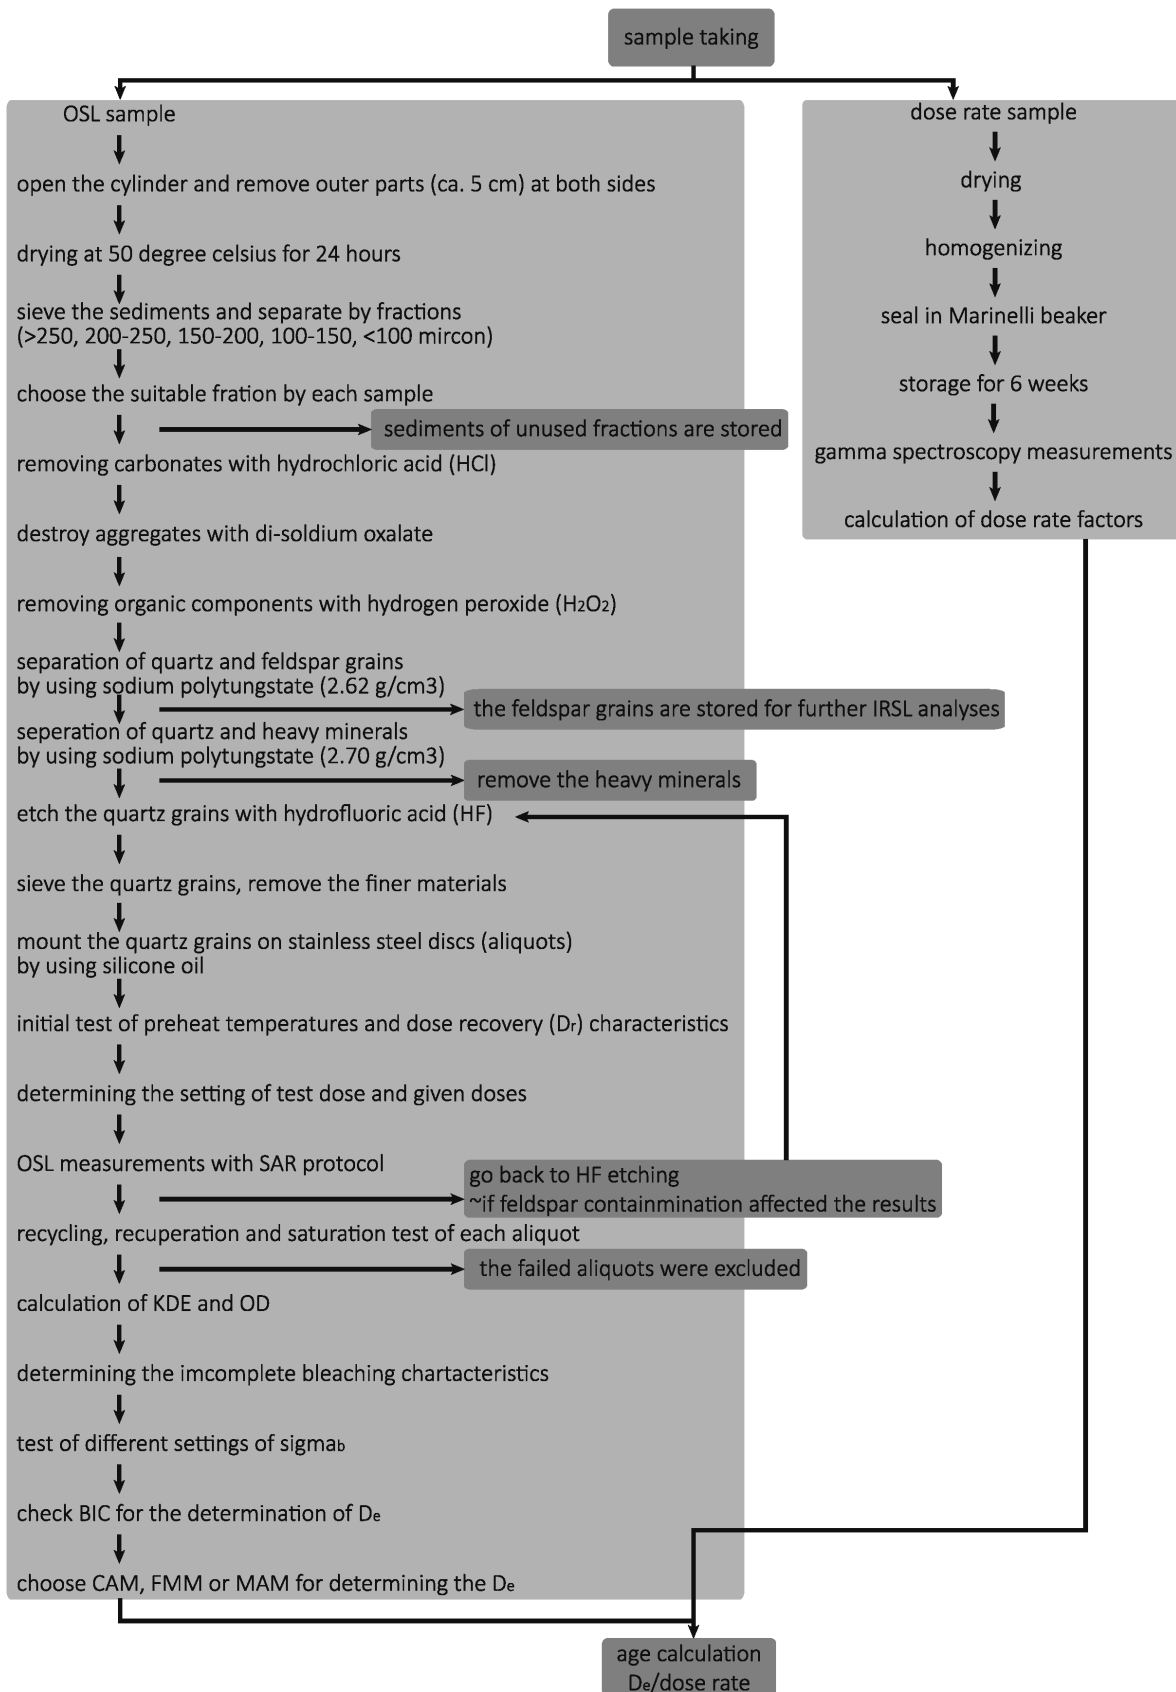 sample taking
OSL sample
open the cylinder and remove outer parts (ca. 5 cm) at both sides
drying at 50 degree celsius for 24 hours
sieve the sediments and separate by fractions
(>250, 200-250, 150-200, 100-150, <100 mircon)
choose the suitable fration by each sample
sediments of unused fractions are stored
removing carbonates with hydrochloric acid (HCl)
destroy aggregates with di-soldium oxalate
removing organic components with hydrogen peroxide (H₂O₂)
separation of quartz and feldspar grains
by using sodium polytungstate (2.62 g/cm3)
the feldspar grains are stored for further IRSL analyses
seperation of quartz and heavy minerals
by using sodium polytungstate (2.70 g/cm3)
remove the heavy minerals
etch the quartz grains with hydrofluoric acid (HF)
sieve the quartz grains, remove the finer materials
mount the quartz grains on stainless steel discs (aliquots)
by using silicone oil
initial test of preheat temperatures and dose recovery (Dr) characteristics
determining the setting of test dose and given doses
OSL measurements with SAR protocol
go back to HF etching
~if feldspar containmination affected the results
recycling, recuperation and saturation test of each aliquot
the failed aliquots were excluded
calculation of KDE and OD
determining the imcomplete bleaching chartacteristics
test of different settings of sigmab
check BIC for the determination of De
choose CAM, FMM or MAM for determining the De
dose rate sample
drying
homogenizing
seal in Marinelli beaker
storage for 6 weeks
gamma spectroscopy measurements
calculation of dose rate factors
age calculation
De/dose rate